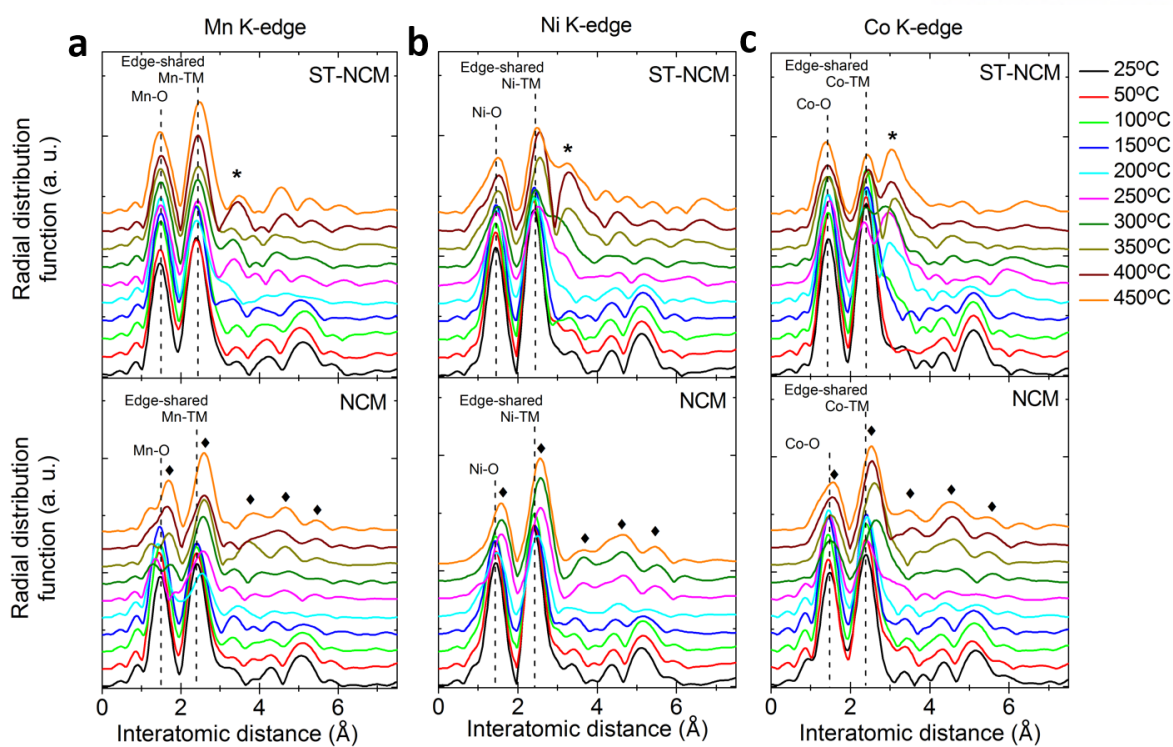 Mn K-edge
Ni K-edge
Co K-edge
a
b
c
Edge-shared
Mn-TM
ST-NCM
Mn-O
*
Edge-shared
Ni-TM
ST-NCM
Ni-O
*
Edge-shared
Co-TM
ST-NCM
Co-O
*
25ºC
50ºC
100ºC
150ºC
200ºC
250ºC
300ºC
350ºC
400ºC
450ºC
Radial distribution
function (a. u.)
Edge-shared
Mn-TM
NCM
Mn-O
Edge-shared
Ni-TM
NCM
Ni-O
Edge-shared
Co-TM
NCM
Co-O
Radial distribution
function (a. u.)
0 2 4 6
0 2 4 6
0 2 4 6
Interatomic distance (Å)
Interatomic distance (Å)
Interatomic distance (Å)